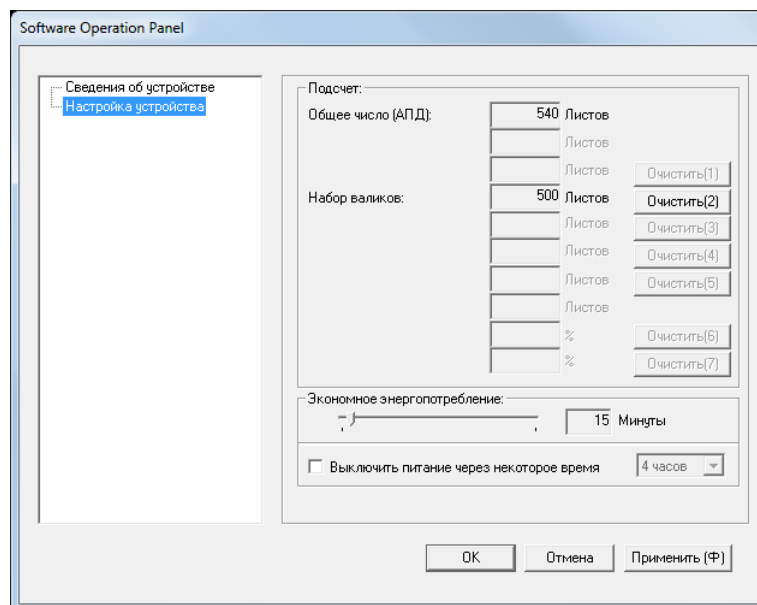 Software Operation Panel
Сведения об устройстве
Настройка устройства
Подсчет:
Общее число (АПД): 540 Листов
Листов
Листов Очистить(1)
Набор валиков: 500 Листов Очистить(2)
Листов Очистить(3)
Листов Очистить(4)
Листов Очистить(5)
Листов
% Очистить(6)
% Очистить(7)
Экономное энергопотребление:
15 Минуты
Выключить питание через некоторое время 4 часов
OK Отмена Применить (Ф)